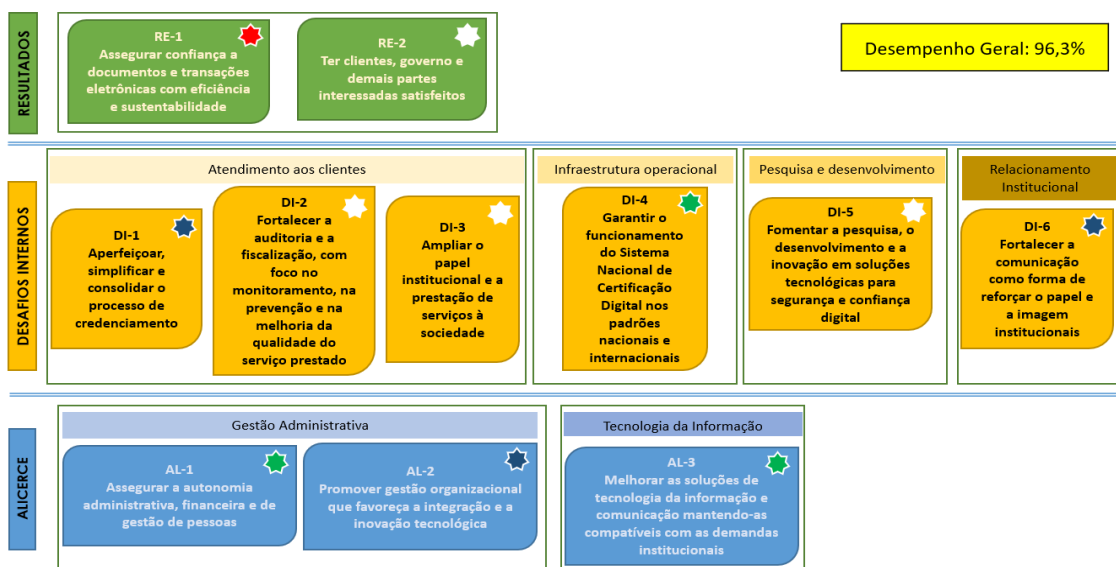 RESULTADOS
RE-1
Assegurar confiança a
documentos e transações
eletrônicas com eficiência
e sustentabilidade
RE-2
Ter clientes, governo e
demais partes
interessadas satisfeitos
Desempenho Geral: 96,3%
DESAFIOS INTERNOS
Atendimento aos clientes
DI-1
Aperfeiçoar,
simplificar e
consolidar o
processo de
credenciamento
DI-2
Fortalecer a
auditoria e a
fiscalização, com
foco no
monitoramento, na
prevenção e na
melhoria da
qualidade do
serviço prestado
DI-3
Ampliar o
papel
institucional e a
prestação de
serviços à
sociedade
Infraestrutura operacional
DI-4
Garantir o
funcionamento
do Sistema
Nacional de
Certificação
Digital nos
padrões
nacionais e
internacionais
Pesquisa e desenvolvimento
DI-5
Fomentar a pesquisa, o
desenvolvimento e a
inovação em soluções
tecnológicas para
segurança e confiança
digital
Relacionamento
Institucional
DI-6
Fortalecer a
comunicação
como forma de
reforçar o papel e
a imagem
institucionais
ALICERCE
Gestão Administrativa
AL-1
Assegurar a autonomia
administrativa, financeira e de
gestão de pessoas
AL-2
Promover gestão organizacional
que favoreça a integração e a
inovação tecnológica
Tecnologia da Informação
AL-3
Melhorar as soluções de
tecnologia da informação e
comunicação mantendo-as
compatíveis com as demandas
institucionais